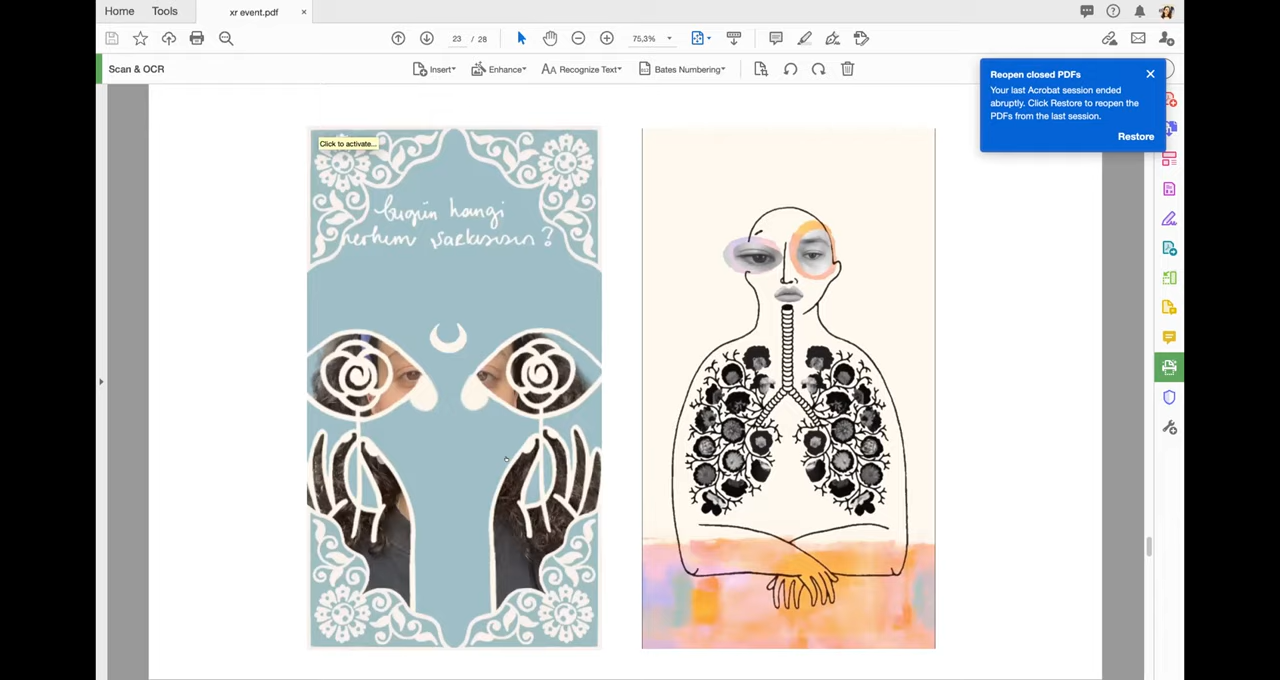 Home
Tools
xr event.pdf
23 / 28
75,3%
Scan & OCR
Insert
Enhance
Recognize Text
Bates Numbering
Reopen closed PDFs
Your last Acrobat session ended
abruptly. Click Restore to reopen the
PDFs from the last session.
Restore
Click to activate...
bugün hangi